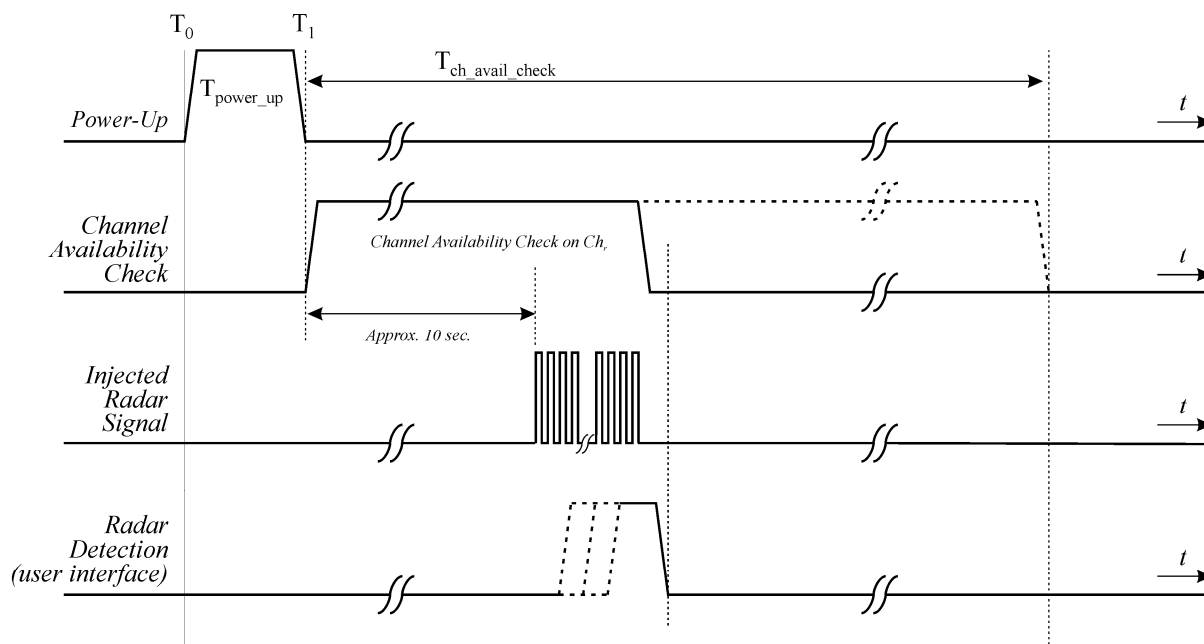 T0 T1
Tch_avail_check
Tpower_up
Power-Up
t
Channel
Availability
Check
Channel Availability Check on Chr
t
Approx. 10 sec.
Injected
Radar
Signal
t
Radar
Detection
(user interface)
t